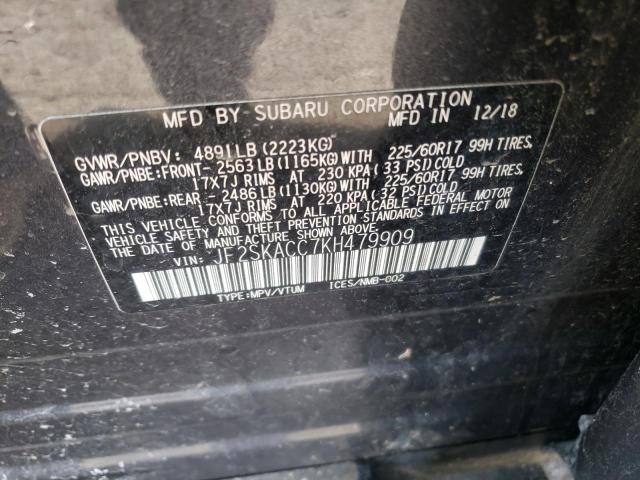 MFD BY SUBARU CORPORATION
MFD IN 12/18
GVWR/PNBV: 4891LB (2223KG)
GAWR/PNBE:FRONT- 2563LB(1165KG)WITH 225/60R17 99H TIRES.
17X7J RIMS AT 230 KPA(33 PSI)COLD
GAWR/PNBE:REAR - 2486LB(1130KG)WITH 225/60R17 99H TIRES.
17X7J RIMS AT 220 KPA(32 PSI)COLD
THIS VEHICLE CONFORMS TO ALL APPLICABLE FEDERAL MOTOR
VEHICLE SAFETY AND THEFT PREVENTION STANDARDS IN EFFECT ON
THE DATE OF MANUFACTURE SHOWN ABOVE.
VIN: JF2SKACC7KH479909
TYPE:MPV/VTUM ICES/NMB-002